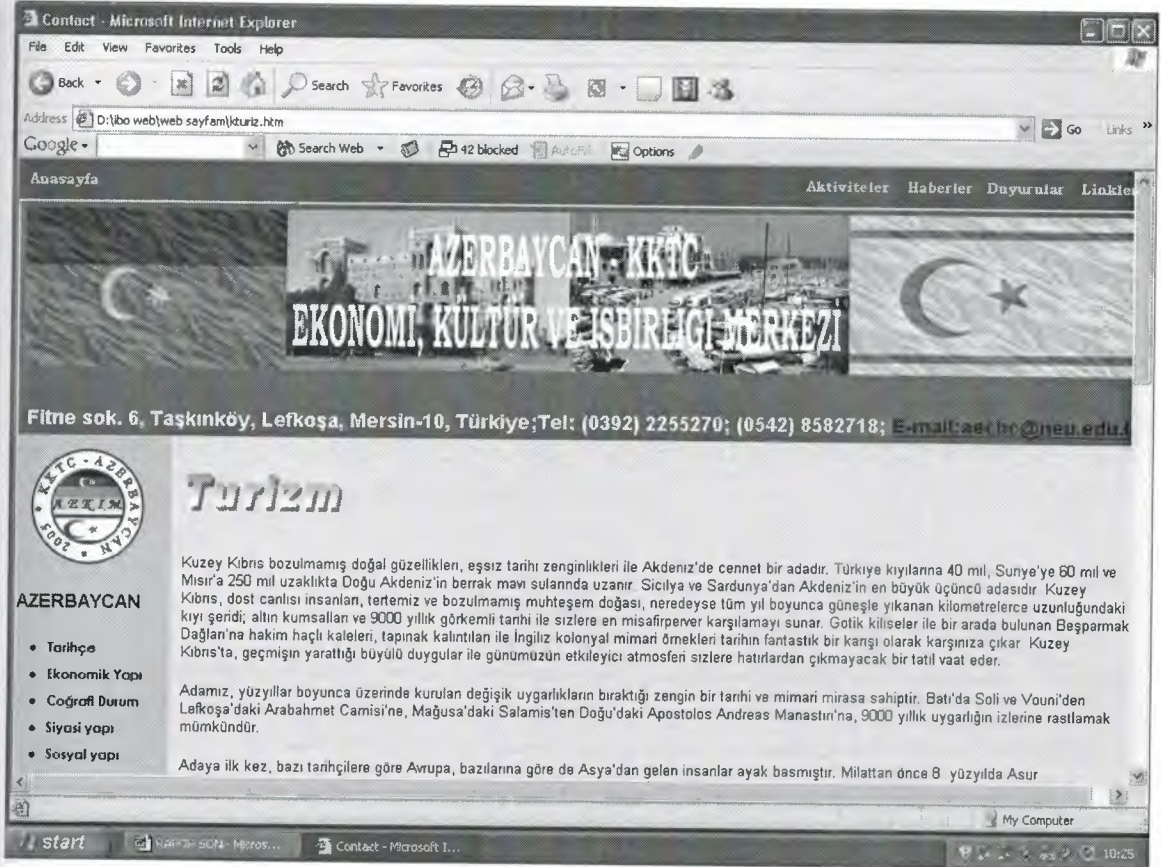 Contact - Microsoft Internet Explorer
File Edit View Favorites Tools Help
Back Search Favorites
Address D:\ibo web\web sayfam\kturiz.htm Go Links »
Google Search Web 42 blocked AutoFill Options
Anasayfa Aktiviteler Haberler Duyurular Linkler
AZERBAYCAN - KKTC
EKONOMİ, KÜLTÜR VE ISBIRLIGI MERKEZİ
Fitne sok. 6, Taşkınköy, Lefkoşa, Mersin-10, Türkiye;Tel: (0392) 2255270; (0542) 8582718; E-mail:aechc@neu.edu.t
KKTC - AZERBAYCAN
A.E.K.İ.M.
2005
Turizm
Kuzey Kıbrıs bozulmamış doğal güzellikleri, eşsiz tarihi zenginlikleri ile Akdeniz'de cennet bir adadır. Türkiye kıyılarına 40 mil, Suriye'ye 60 mil ve
Mısır'a 250 mil uzaklıkta Doğu Akdeniz'in berrak mavi sularında uzanır. Sicilya ve Sardunya'dan Akdeniz'in en büyük üçüncü adasıdır Kuzey
Kıbrıs, dost canlısı insanları, tertemiz ve bozulmamış muhteşem doğası, neredeyse tüm yıl boyunca güneşle yıkanan kilometrelerce uzunluğundaki
kıyı şeridi; altın kumsalları ve 9000 yıllık görkemli tarihi ile sizlere en misafirperver karşılamayı sunar. Gotik kiliseler ile bir arada bulunan Beşparmak
Dağları'na hakim haçlı kaleleri, tapınak kalıntıları ile İngiliz kolonyal mimari örnekleri tarihin fantastik bir karışı olarak karşınıza çıkar Kuzey
Kıbrıs'ta, geçmişin yarattığı büyülü duygular ile günümüzün etkileyici atmosferi sizlere hatırlardan çıkmayacak bir tatil vaat eder.
AZERBAYCAN
Tarihçe
Ekonomik Yapı
Coğrafi Durum
Siyasi yapı
Sosyal yapı
Adamız, yüzyıllar boyunca üzerinde kurulan değişik uygarlıkların bıraktığı zengin bir tarihi ve mimari mirasa sahiptir. Batı'da Soli ve Vouni'den
Lefkoşa'daki Arabahmet Camisi'ne, Mağusa'daki Salamis'ten Doğu'daki Apostolos Andreas Manastırı'na, 9000 yıllık uygarlığın izlerine rastlamak
mümkündür.
Adaya ilk kez, bazı tarihçilere göre Avrupa, bazılarına göre de Asya'dan gelen insanlar ayak basmıştır. Milattan önce 8 yüzyılda Asur
My Computer
start RAPOR SON - Micros... Contact - Microsoft I... 10:25